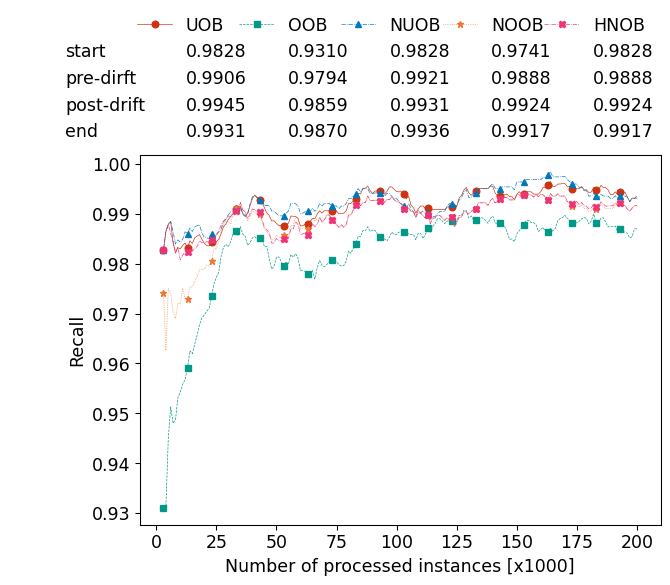 UOB OOB NUOB NOOB HNOB
start 0.9828 0.9310 0.9828 0.9741 0.9828
pre-dirft 0.9906 0.9794 0.9921 0.9888 0.9888
post-drift 0.9945 0.9859 0.9931 0.9924 0.9924
end 0.9931 0.9870 0.9936 0.9917 0.9917
1.00
0.99
0.98
0.97
0.96
0.95
0.94
0.93
Recall
0 25 50 75 100 125 150 175 200
Number of processed instances [x1000]